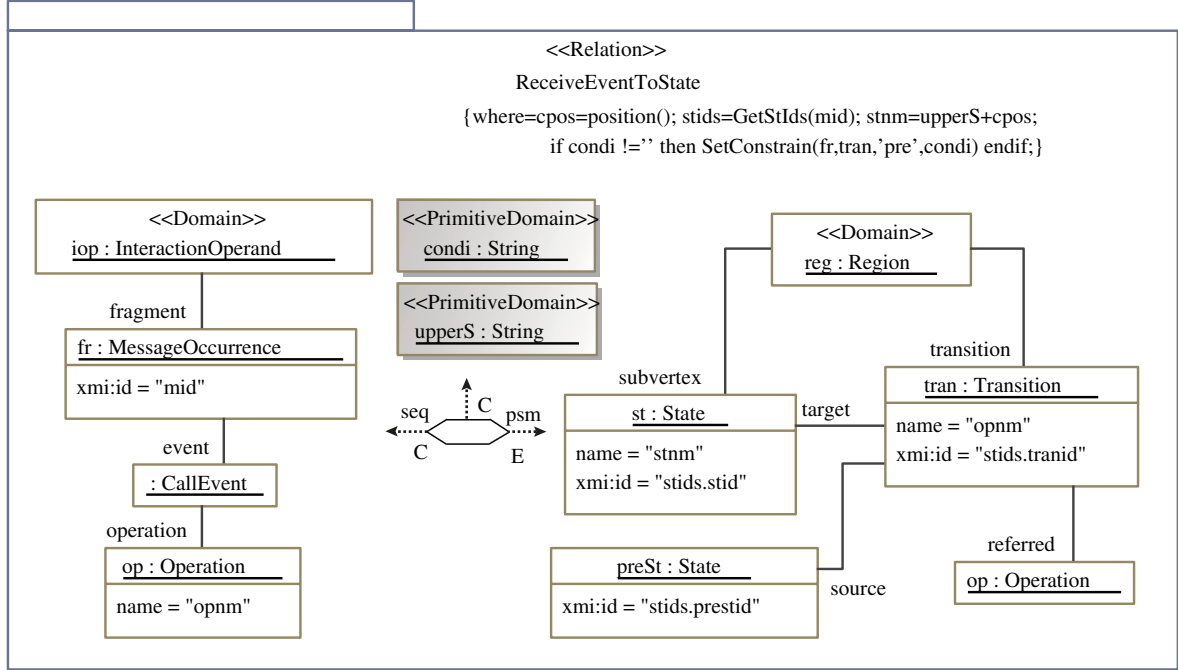 <<Relation>>
ReceiveEventToState
{where=cpos=position(); stids=GetStIds(mid); stnm=upperS+cpos;
if condi !='' then SetConstrain(fr,tran,'pre',condi) endif;}
<<Domain>>
iop : InteractionOperand
fragment
fr : MessageOccurrence
xmi:id = "mid"
event
: CallEvent
operation
op : Operation
name = "opnm"
<<PrimitiveDomain>>
condi : String
<<PrimitiveDomain>>
upperS : String
seq
C
psm
C
E
<<Domain>>
reg : Region
subvertex
transition
st : State
name = "stnm"
xmi:id = "stids.stid"
target
tran : Transition
name = "opnm"
xmi:id = "stids.tranid"
preSt : State
xmi:id = "stids.prestid"
source
referred
op : Operation